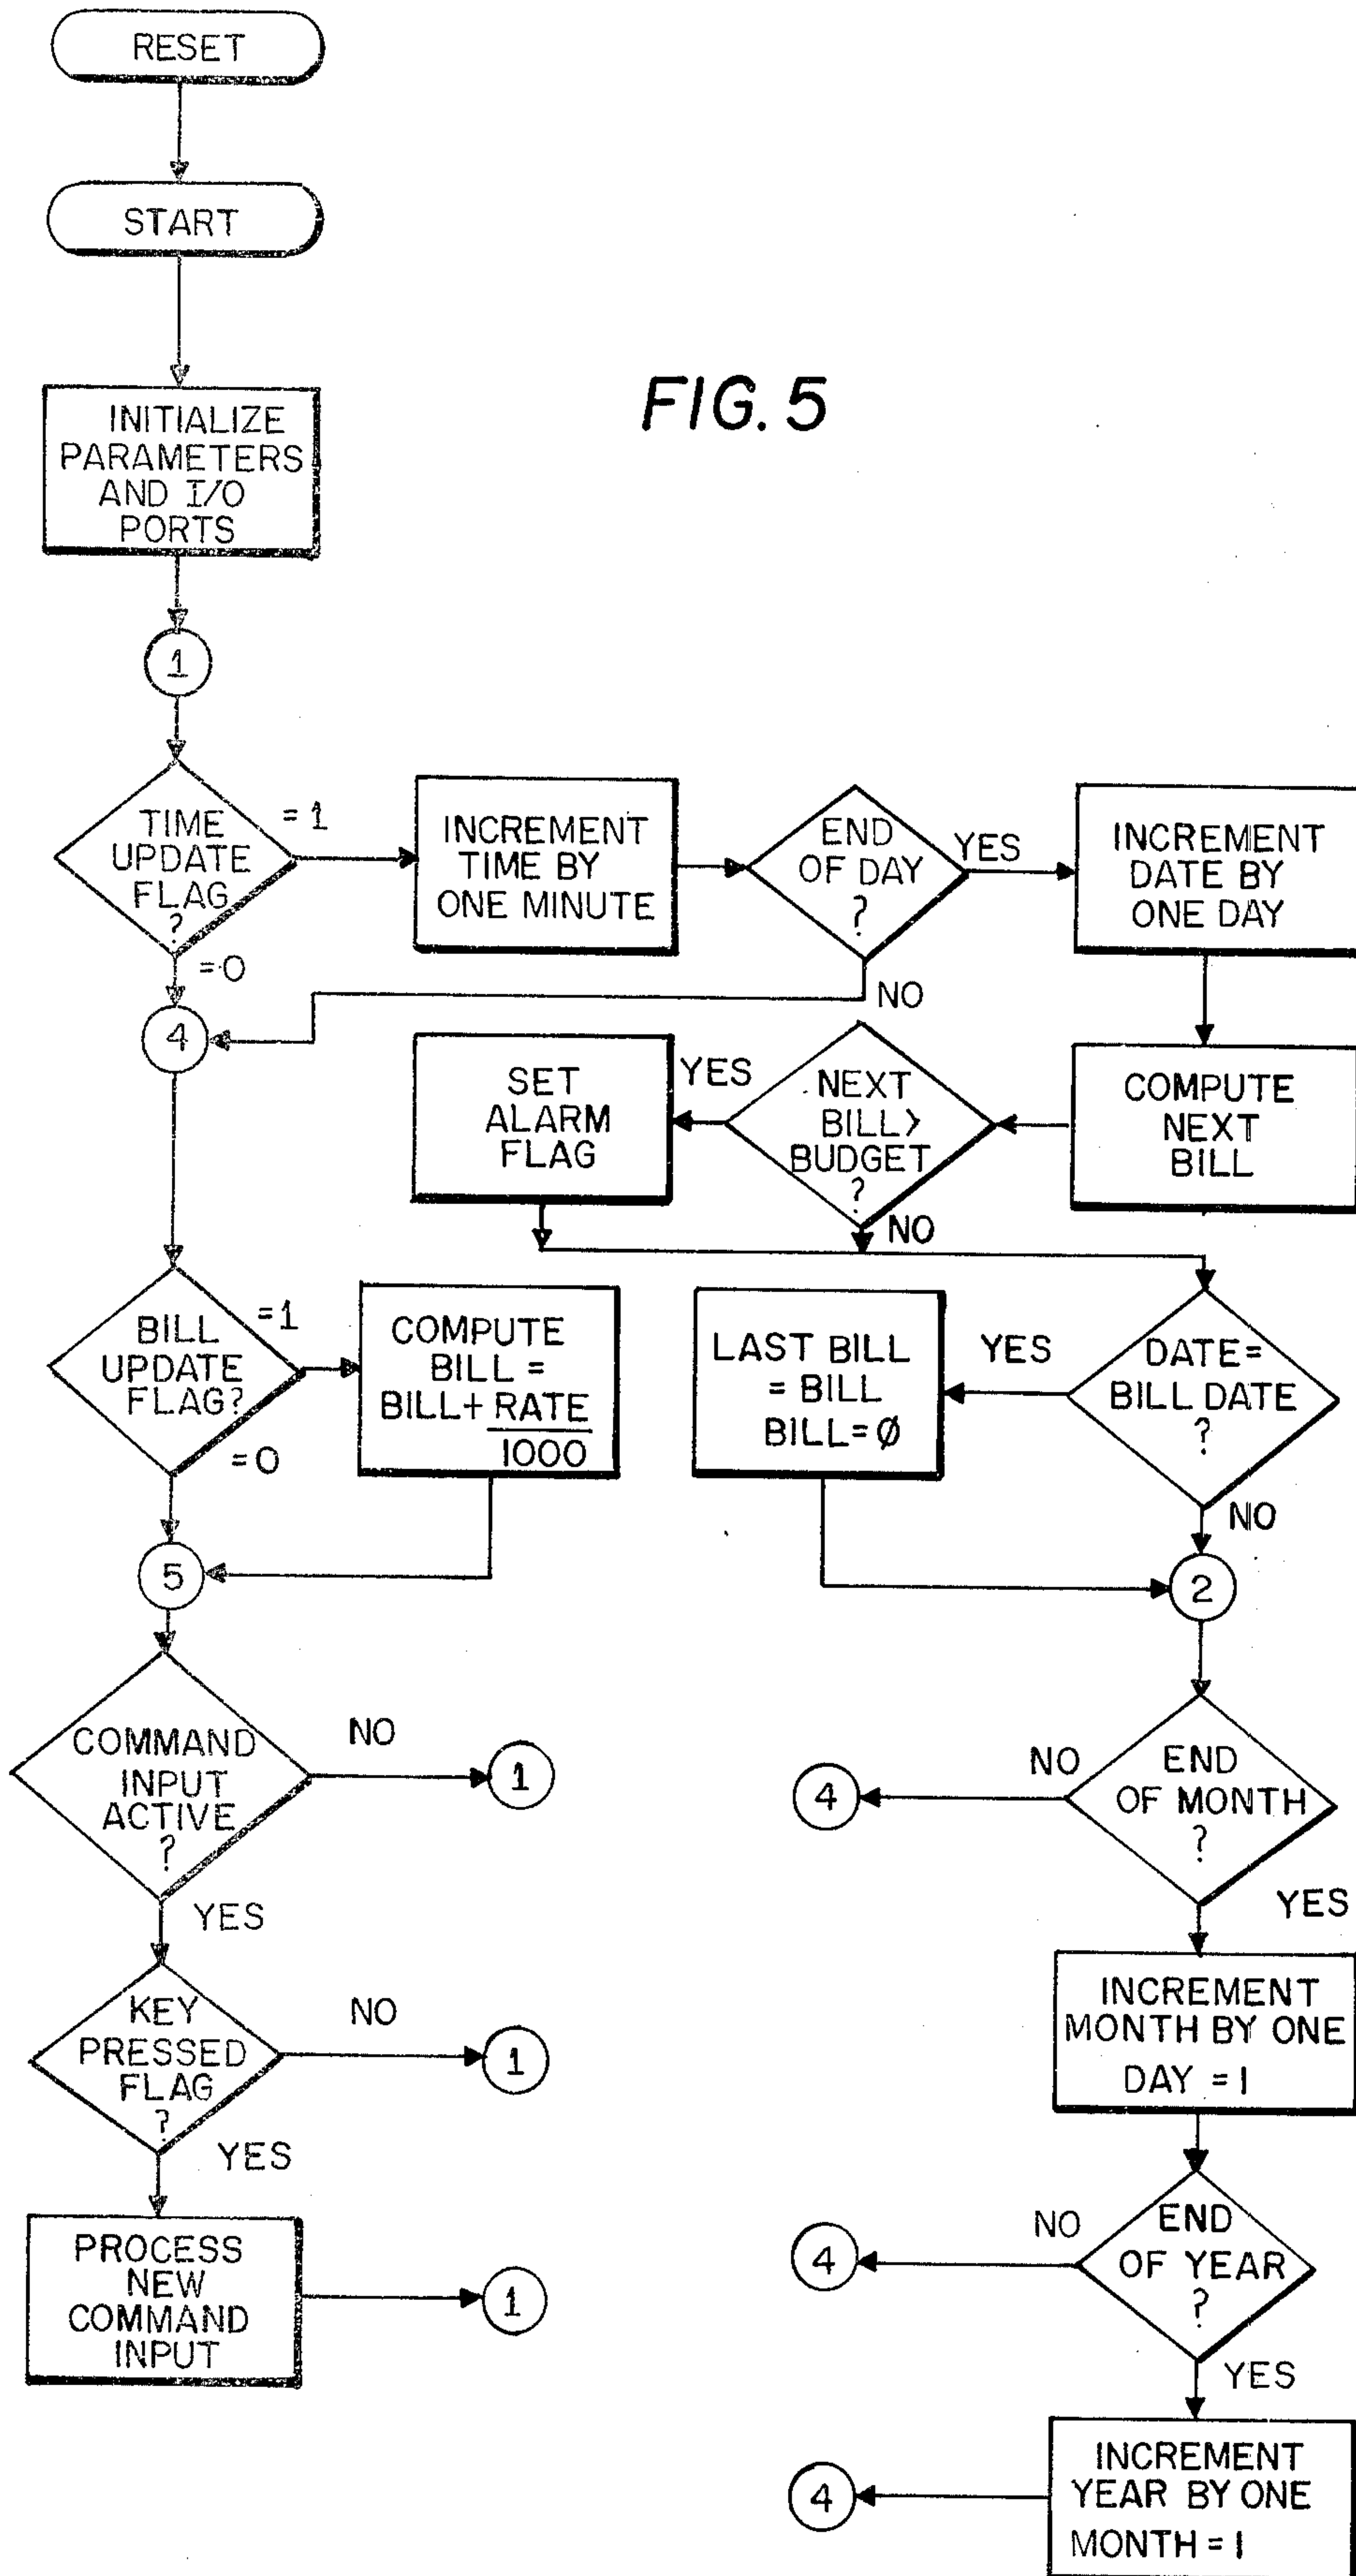 RESET
START
FIG. 5
INITIALIZE
PARAMETERS
AND I/O
PORTS
1
TIME
UPDATE
FLAG
?
=1
=0
INCREMENT
TIME BY
ONE MINUTE
END
OF DAY
?
YES
NO
INCREMENT
DATE BY
ONE DAY
4
SET
ALARM
FLAG
YES
NEXT
BILL>
BUDGET
?
NO
COMPUTE
NEXT
BILL
BILL
UPDATE
FLAG?
=1
=0
COMPUTE
BILL =
BILL+ RATE
1000
LAST BILL
= BILL
BILL=Ø
YES
DATE=
BILL DATE
?
NO
5
2
COMMAND
INPUT
ACTIVE
?
NO
1
YES
4
NO
END
OF MONTH
?
YES
KEY
PRESSED
FLAG
?
NO
1
YES
INCREMENT
MONTH BY ONE
DAY = 1
PROCESS
NEW
COMMAND
INPUT
1
4
NO
END
OF YEAR
?
YES
4
INCREMENT
YEAR BY ONE
MONTH = 1